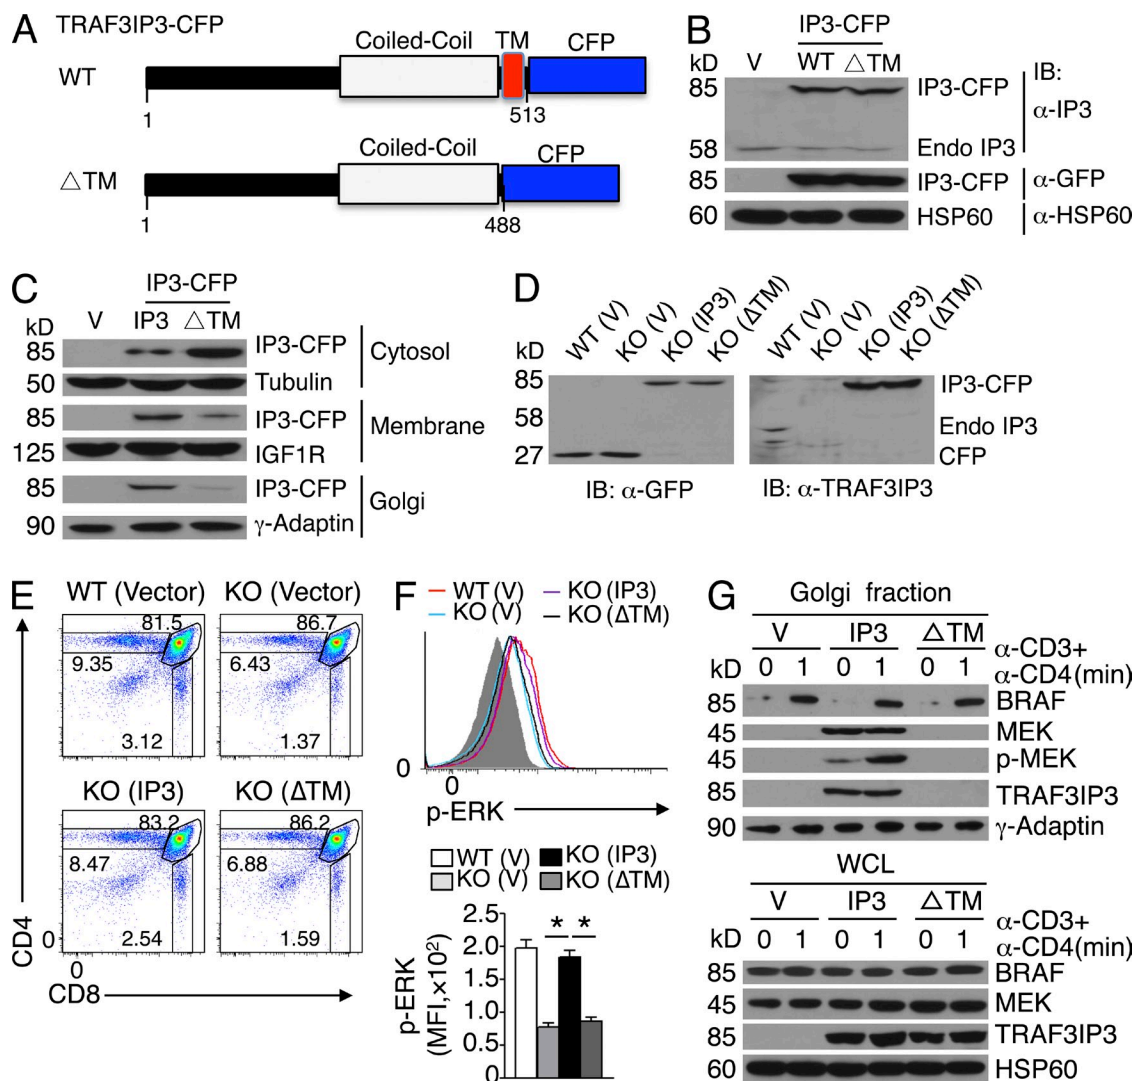 A
TRAF3IP3-CFP
Coiled-Coil TM CFP
WT
1 513
Coiled-Coil CFP
△TM
1 488
B
IP3-CFP
kD V WT △TM IB:
85 IP3-CFP α-IP3
58 Endo IP3
85 IP3-CFP α-GFP
60 HSP60 α-HSP60
C
IP3-CFP
kD V IP3 △TM
85 IP3-CFP Cytosol
50 Tubulin
85 IP3-CFP Membrane
125 IGF1R
85 IP3-CFP Golgi
90 γ-Adaptin
D
kD WT (V) KO (V) KO (IP3) KO (ΔTM) WT (V) KO (V) KO (IP3) KO (ΔTM)
85 IP3-CFP
58 Endo IP3
27 CFP
IB: α-GFP IB: α-TRAF3IP3
E
WT (Vector) KO (Vector)
81.5 86.7
9.35 6.43
3.12 1.37
KO (IP3) KO (ΔTM)
83.2 86.2
8.47 6.88
2.54 1.59
CD4
0
0
CD8
F
WT (V) KO (IP3)
KO (V) KO (ΔTM)
0
0
p-ERK
WT (V) KO (IP3)
KO (V) KO (ΔTM)
p-ERK
(MFI,×10²)
2.5
2.0
1.5
1.0
0.5
0
* *
G
Golgi fraction
V IP3 △TM α-CD3+
kD 0 1 0 1 0 1 α-CD4(min)
85 BRAF
45 MEK
45 p-MEK
85 TRAF3IP3
90 γ-Adaptin
WCL
V IP3 △TM α-CD3+
kD 0 1 0 1 0 1 α-CD4(min)
85 BRAF
45 MEK
85 TRAF3IP3
60 HSP60